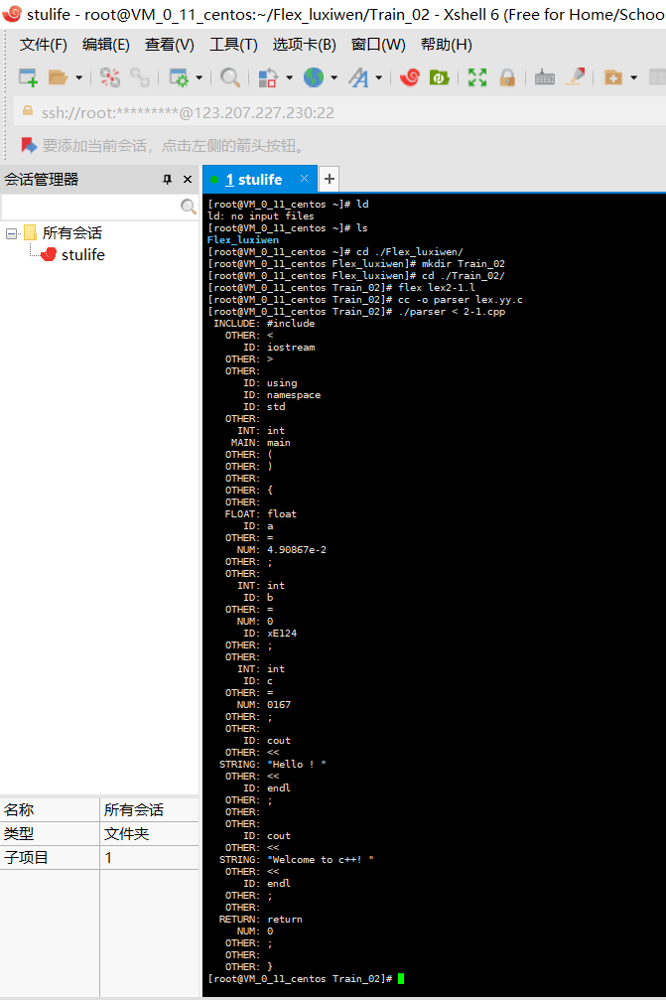 stulife - root@VM_0_11_centos:~/Flex_luxiwen/Train_02 - Xshell 6 (Free for Home/Schoo
文件(F) 编辑(E) 查看(V) 工具(T) 选项卡(B) 窗口(W) 帮助(H)
ssh://root:*********@123.207.227.230:22
要添加当前会话，点击左侧的箭头按钮。
会话管理器
所有会话
stulife
名称 所有会话
类型 文件夹
子项目 1
1 stulife
[root@VM_0_11_centos ~]# ld
ld: no input files
[root@VM_0_11_centos ~]# ls
Flex_luxiwen
[root@VM_0_11_centos ~]# cd ./Flex_luxiwen/
[root@VM_0_11_centos Flex_luxiwen]# mkdir Train_02
[root@VM_0_11_centos Flex_luxiwen]# cd ./Train_02/
[root@VM_0_11_centos Train_02]# flex lex2-1.l
[root@VM_0_11_centos Train_02]# cc -o parser lex.yy.c
[root@VM_0_11_centos Train_02]# ./parser < 2-1.cpp
INCLUDE: #include
OTHER: <
ID: iostream
OTHER: >
OTHER:
ID: using
ID: namespace
ID: std
OTHER:
INT: int
MAIN: main
OTHER: (
OTHER: )
OTHER:
OTHER: {
OTHER:
FLOAT: float
ID: a
OTHER: =
NUM: 4.90867e-2
OTHER: ;
OTHER:
INT: int
ID: b
OTHER: =
NUM: 0
ID: xE124
OTHER: ;
OTHER:
INT: int
ID: c
OTHER: =
NUM: 0167
OTHER: ;
OTHER:
ID: cout
OTHER: <<
STRING: "Hello ! "
OTHER: <<
ID: endl
OTHER: ;
OTHER:
OTHER:
ID: cout
OTHER: <<
STRING: "Welcome to c++! "
OTHER: <<
ID: endl
OTHER: ;
OTHER:
RETURN: return
NUM: 0
OTHER: ;
OTHER:
OTHER: }
[root@VM_0_11_centos Train_02]#